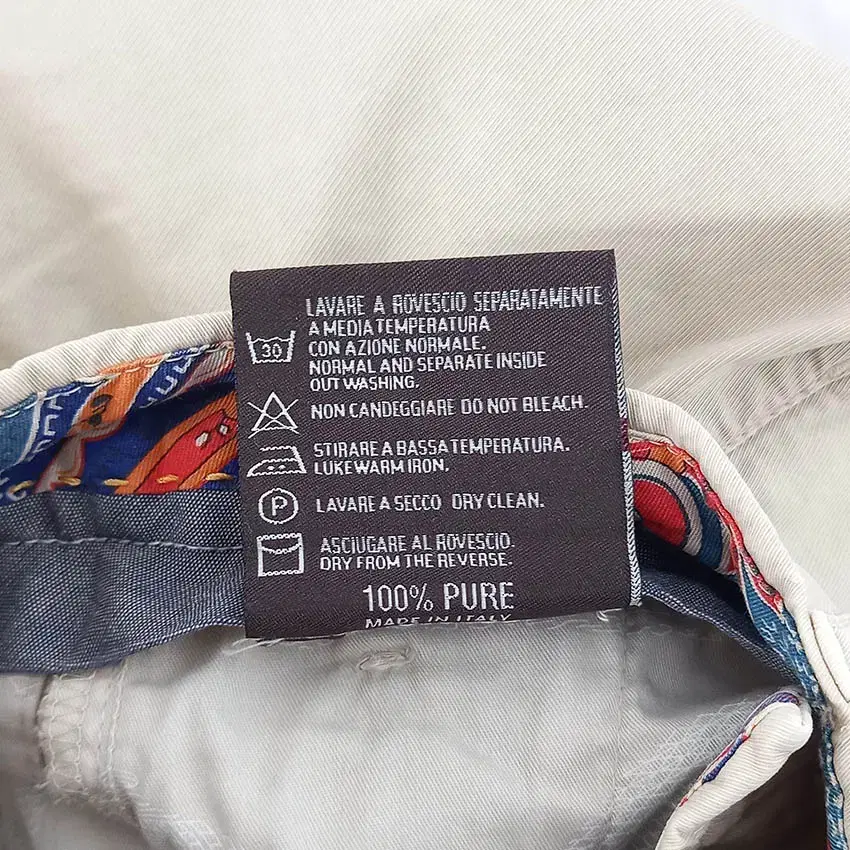 LAVARE A ROVESCIO SEPARATAMENTE
A MEDIA TEMPERATURA
30
CON AZIONE NORMALE.
NORMAL AND SEPARATE INSIDE
OUT WASHING.
NON CANDEGGIARE DO NOT BLEACH.
STIRARE A BASSA TEMPERATURA.
LUKEWARM IRON.
P
LAVARE A SECCO DRY CLEAN.
ASCIUGARE AL ROVESCIO.
DRY FROM THE REVERSE.
100% PURE
MADE IN ITALY